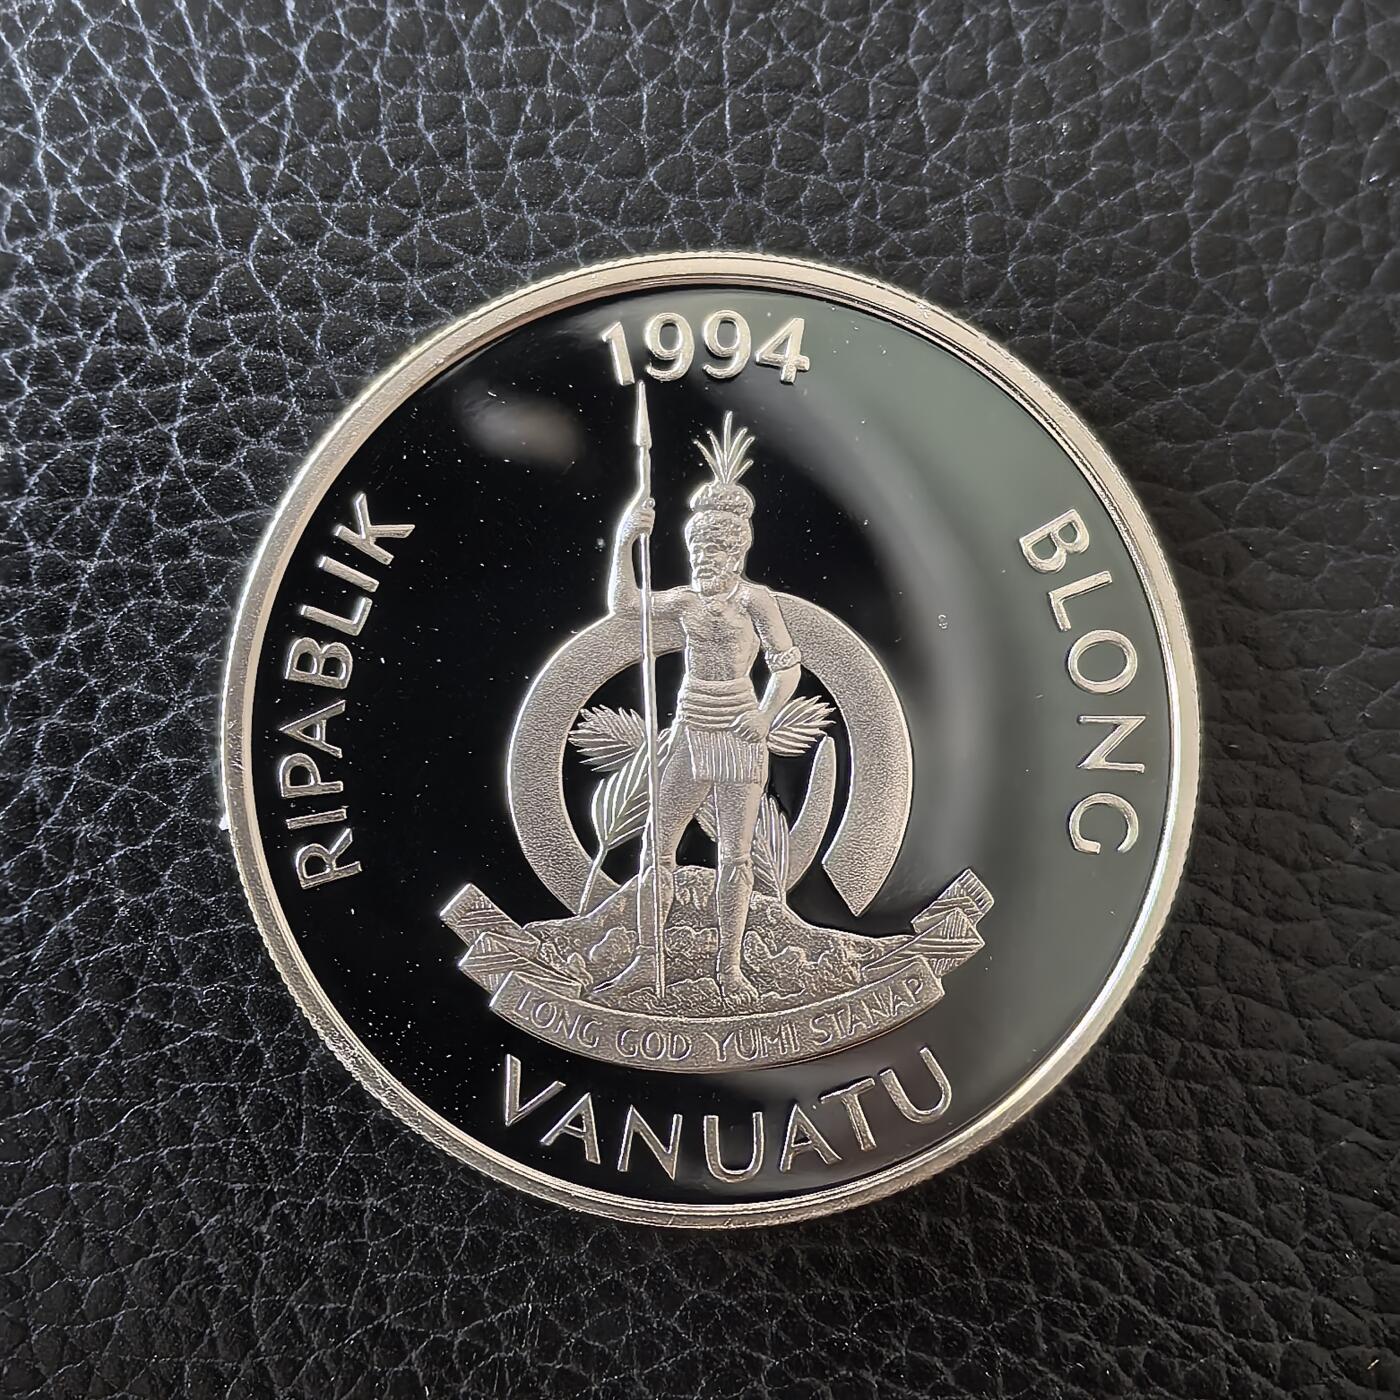 1994
RIPABLIK
BLONG
LONG GOD YUMI STANAP
VANUATU